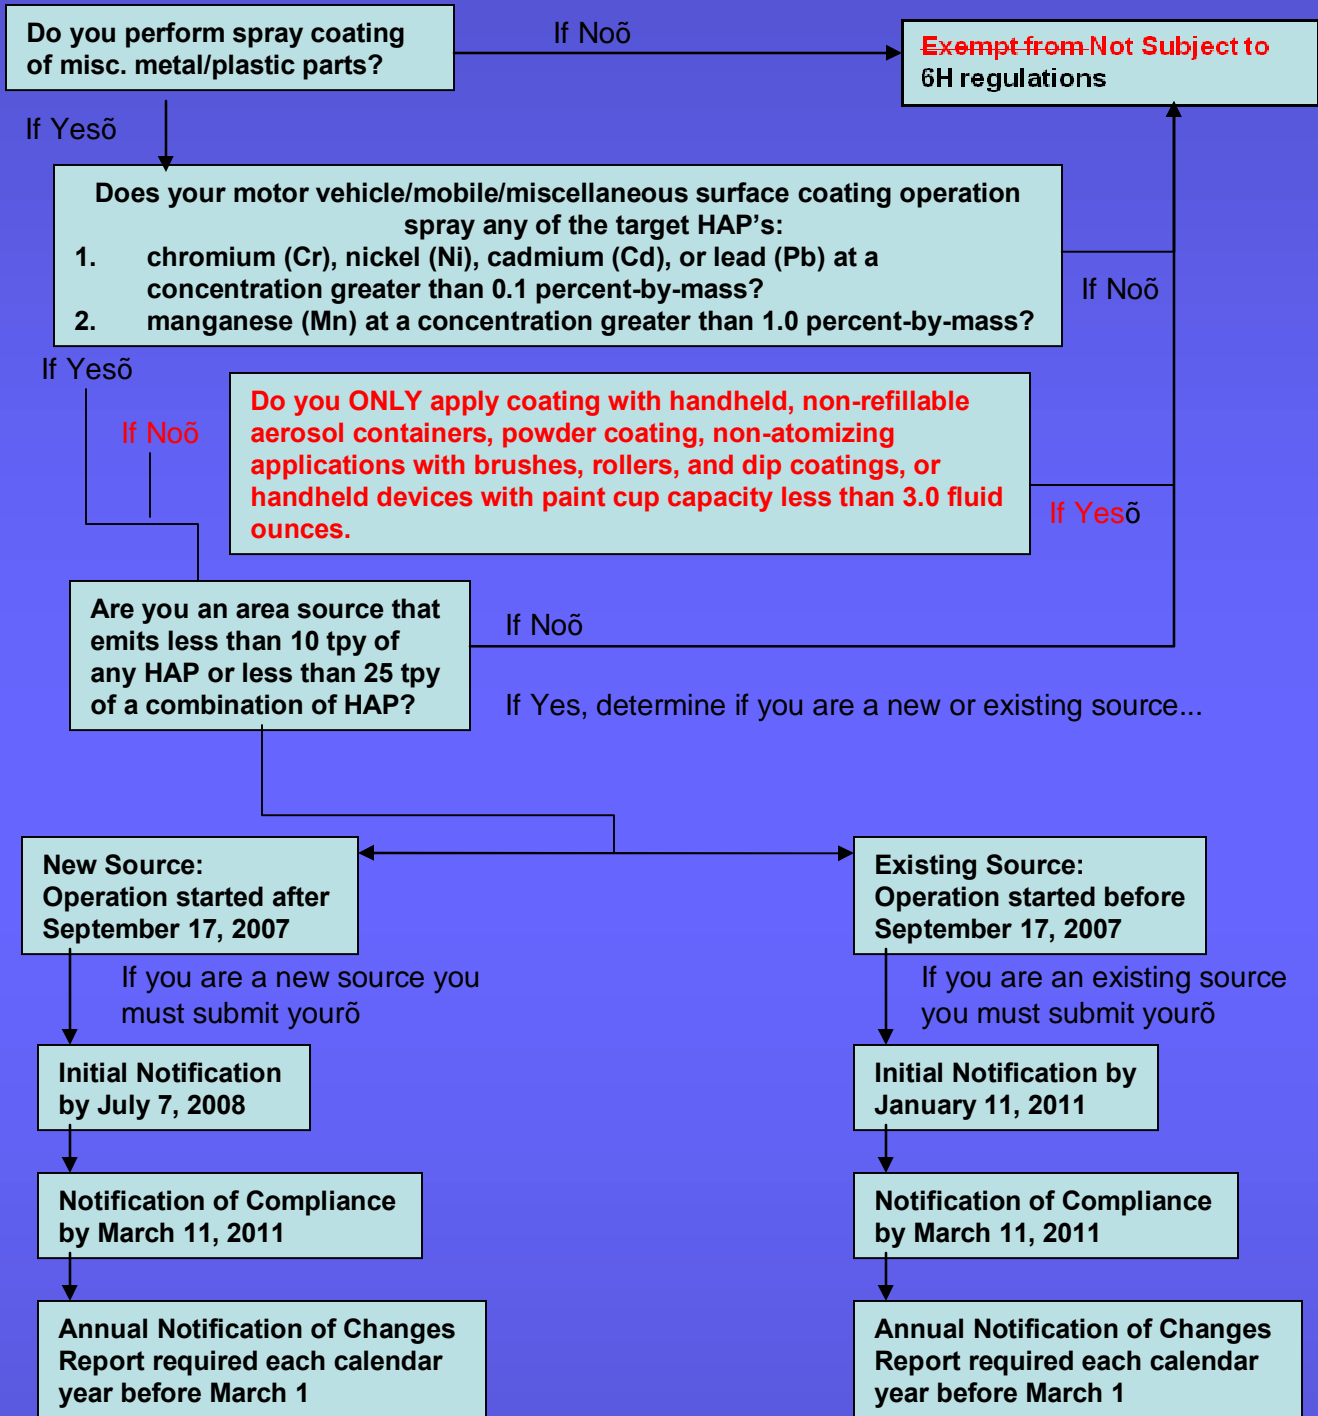 Do you perform spray coating
of misc. metal/plastic parts?
If Noõ
Exempt from Not Subject to
6H regulations
If Yesõ
Does your motor vehicle/mobile/miscellaneous surface coating operation
spray any of the target HAP's:
1. chromium (Cr), nickel (Ni), cadmium (Cd), or lead (Pb) at a
concentration greater than 0.1 percent-by-mass?
2. manganese (Mn) at a concentration greater than 1.0 percent-by-mass?
If Noõ
If Yesõ
If Noõ
Do you ONLY apply coating with handheld, non-refillable
aerosol containers, powder coating, non-atomizing
applications with brushes, rollers, and dip coatings, or
handheld devices with paint cup capacity less than 3.0 fluid
ounces.
If Yesõ
Are you an area source that
emits less than 10 tpy of
any HAP or less than 25 tpy
of a combination of HAP?
If Noõ
If Yes, determine if you are a new or existing source...
New Source:
Operation started after
September 17, 2007
If you are a new source you
must submit yourõ
Initial Notification
by July 7, 2008
Notification of Compliance
by March 11, 2011
Annual Notification of Changes
Report required each calendar
year before March 1
Existing Source:
Operation started before
September 17, 2007
If you are an existing source
you must submit yourõ
Initial Notification by
January 11, 2011
Notification of Compliance
by March 11, 2011
Annual Notification of Changes
Report required each calendar
year before March 1